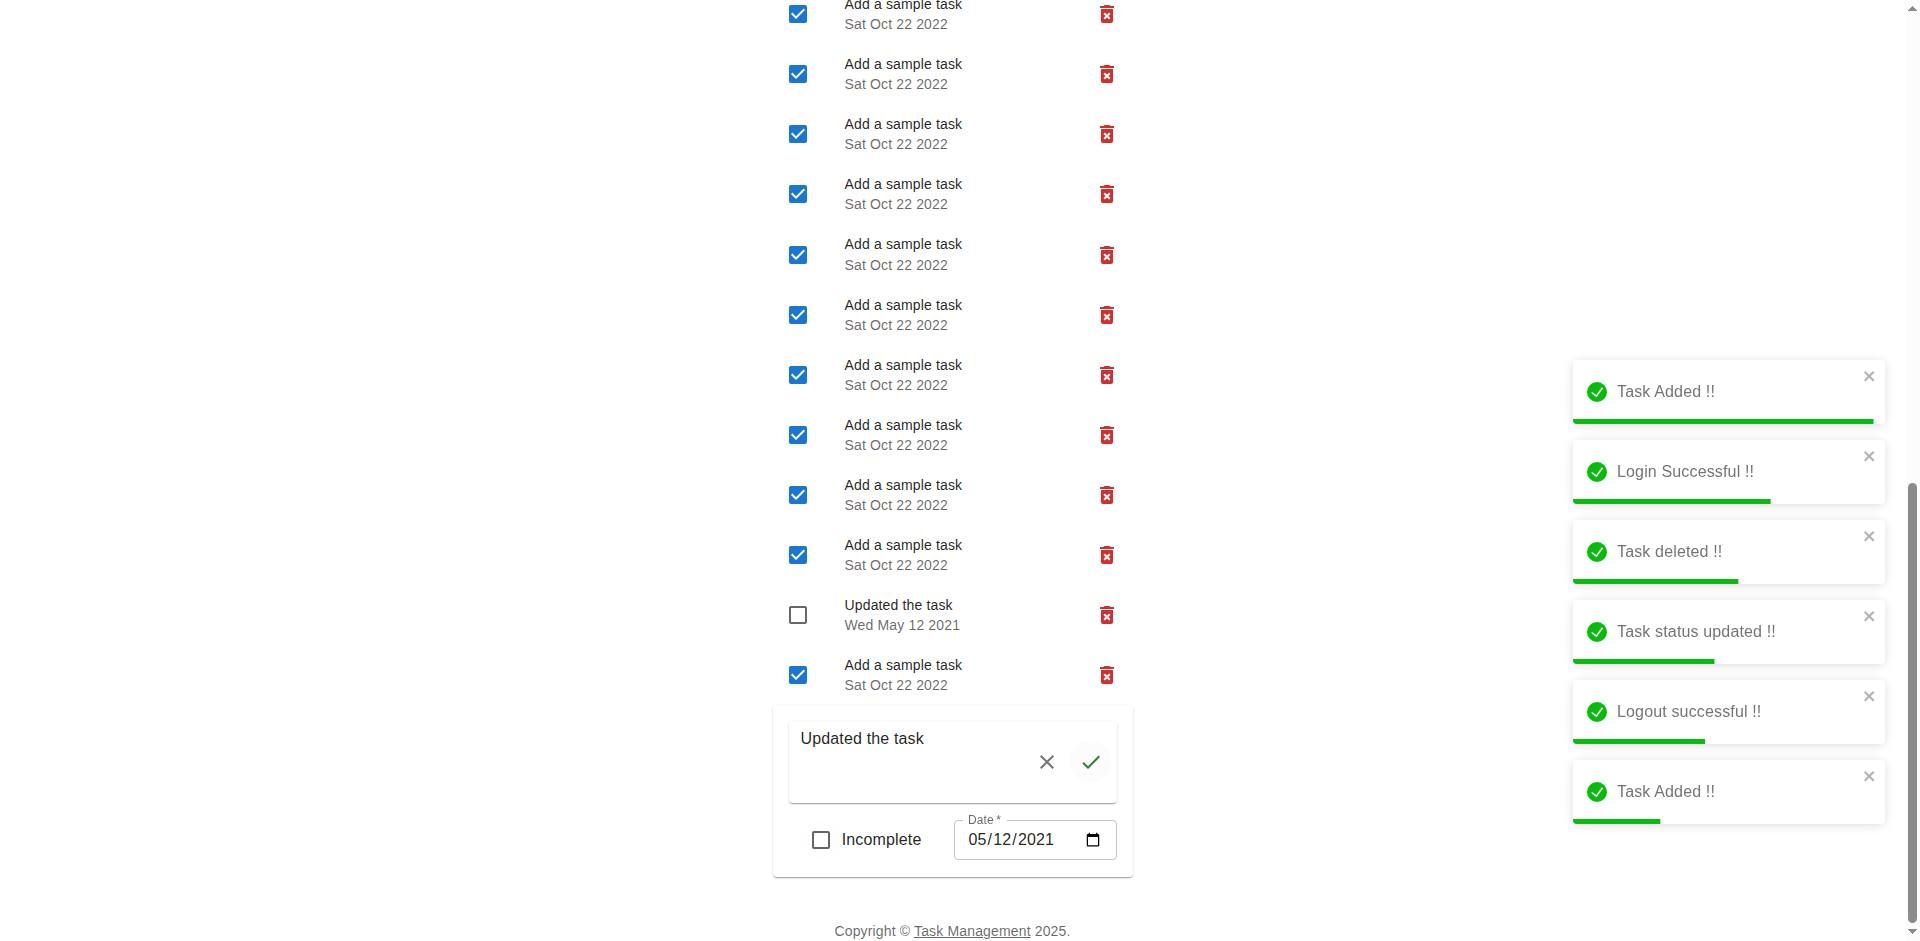 Add a sample task
Sat Oct 22 2022
Add a sample task
Sat Oct 22 2022
Add a sample task
Sat Oct 22 2022
Add a sample task
Sat Oct 22 2022
Add a sample task
Sat Oct 22 2022
Add a sample task
Sat Oct 22 2022
Add a sample task
Sat Oct 22 2022
Add a sample task
Sat Oct 22 2022
Add a sample task
Sat Oct 22 2022
Add a sample task
Sat Oct 22 2022
Updated the task
Wed May 12 2021
Add a sample task
Sat Oct 22 2022
Updated the task
Incomplete
Date *
05/12/2021
Copyright © Task Management 2025.
Task Added !!
Login Successful !!
Task deleted !!
Task status updated !!
Logout successful !!
Task Added !!